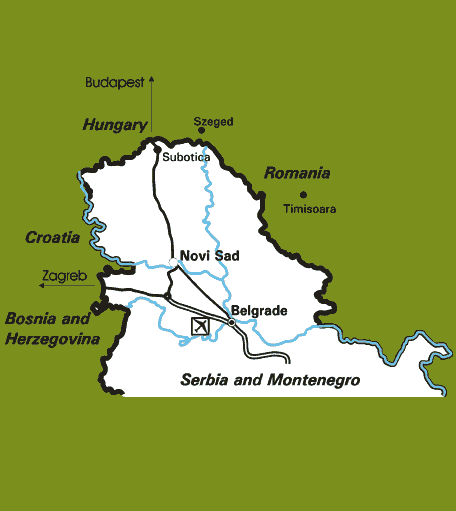 Budapest
Szeged
Hungary
Subotica
Romania
Timisoara
Croatia
Novi Sad
Zagreb
Belgrade
Bosnia and
Herzegovina
Serbia and Montenegro